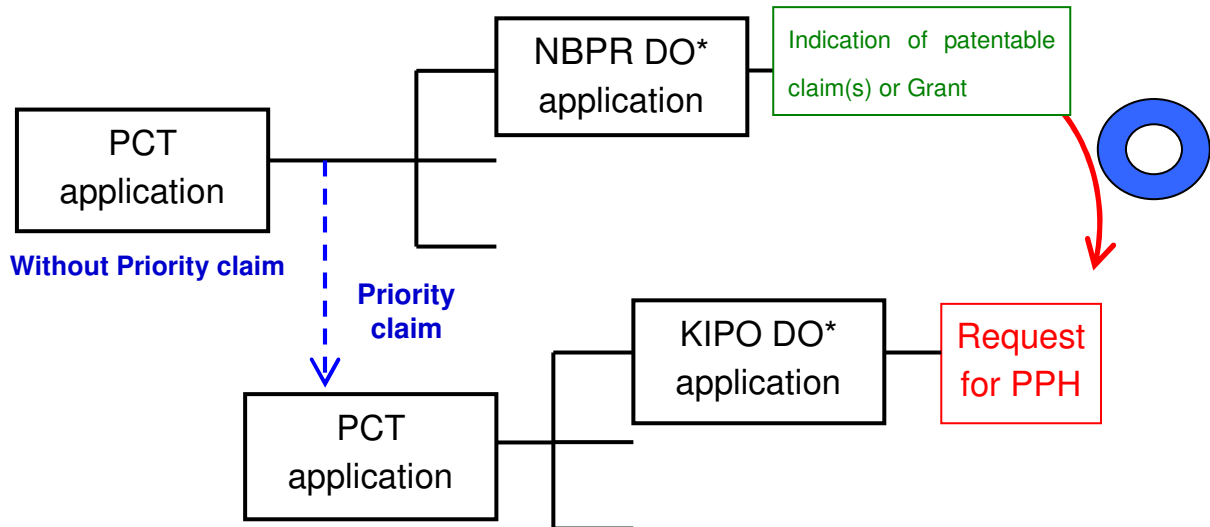 NBPR DO*
application
Indication of patentable
claim(s) or Grant
PCT
application
Without Priority claim
Priority
claim
KIPO DO*
application
Request
for PPH
PCT
application